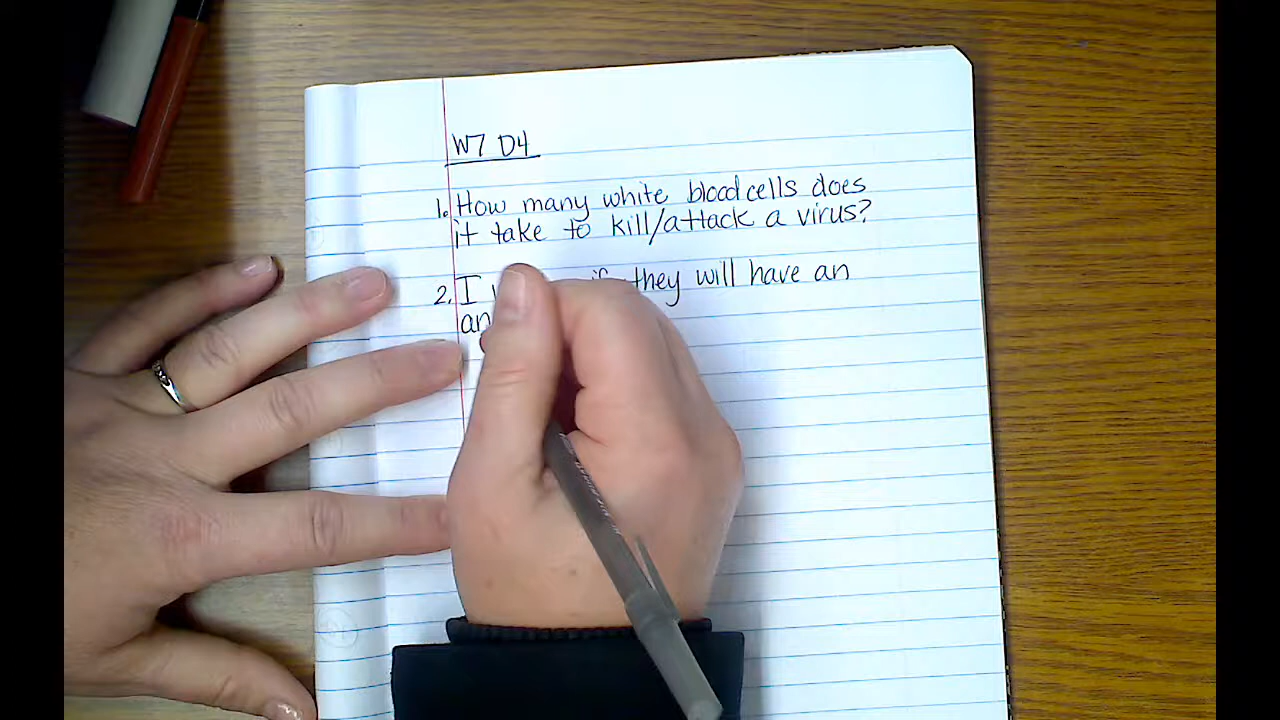 W7 D4
1. How many white blood cells does
it take to kill/attack a virus?
2. I if they will have an